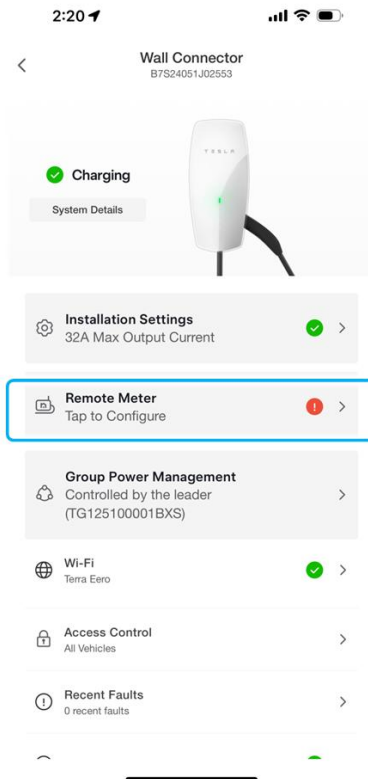 2:20
Wall Connector
B7S24051J02553
TESLA
Charging
System Details
Installation Settings
32A Max Output Current
Remote Meter
Tap to Configure
Group Power Management
Controlled by the leader
(TG125100001BXS)
Wi-Fi
Terra Eero
Access Control
All Vehicles
Recent Faults
0 recent faults